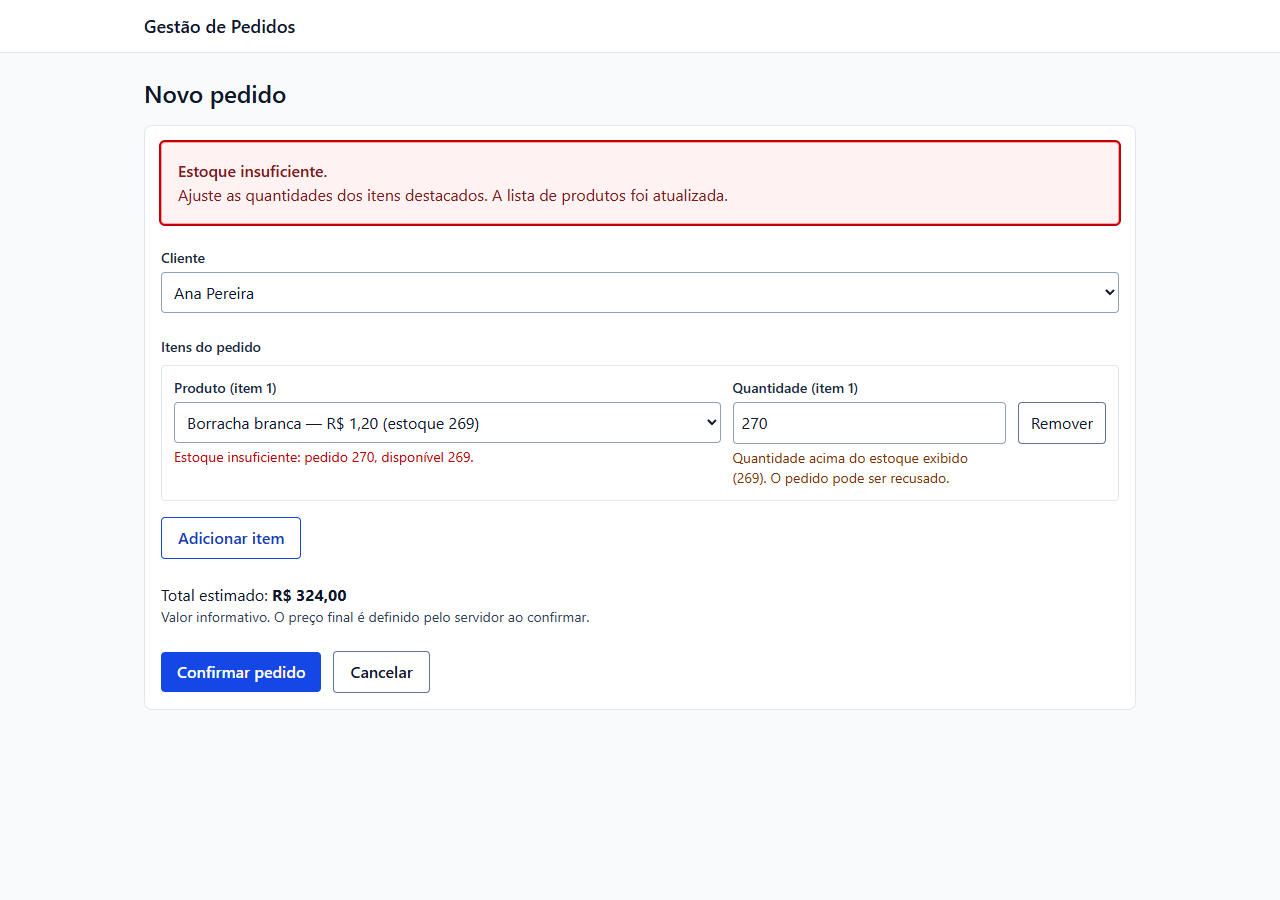 Gestão de Pedidos
Novo pedido
Estoque insuficiente.
Ajuste as quantidades dos itens destacados. A lista de produtos foi atualizada.
Cliente
Ana Pereira
Itens do pedido
Produto (item 1)
Borracha branca — R$ 1,20 (estoque 269)
Estoque insuficiente: pedido 270, disponível 269.
Quantidade (item 1)
270
Quantidade acima do estoque exibido
(269). O pedido pode ser recusado.
Remover
Adicionar item
Total estimado: R$ 324,00
Valor informativo. O preço final é definido pelo servidor ao confirmar.
Confirmar pedido
Cancelar